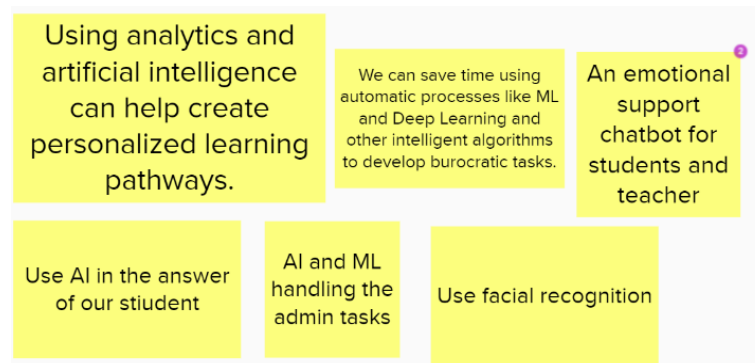 Using analytics and
artificial intelligence
can help create
personalized learning
pathways.
We can save time using
automatic processes like ML
and Deep Learning and
other intelligent algorithms
to develop burocratic tasks.
2
An emotional
support
chatbot for
students and
teacher
Use AI in the answer
of our stiudent
AI and ML
handling the
admin tasks
Use facial recognition